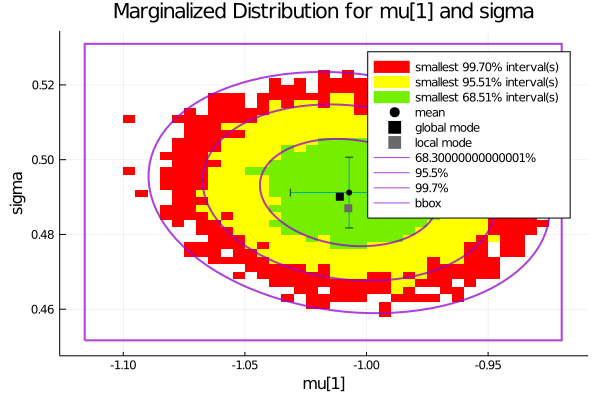 Marginalized Distribution for mu[1] and sigma
smallest 99.70% interval(s)
smallest 95.51% interval(s)
smallest 68.51% interval(s)
mean
global mode
local mode
68.30000000000001%
95.5%
99.7%
bbox
sigma
0.52
0.50
0.48
0.46
-1.10
-1.05
-1.00
-0.95
mu[1]